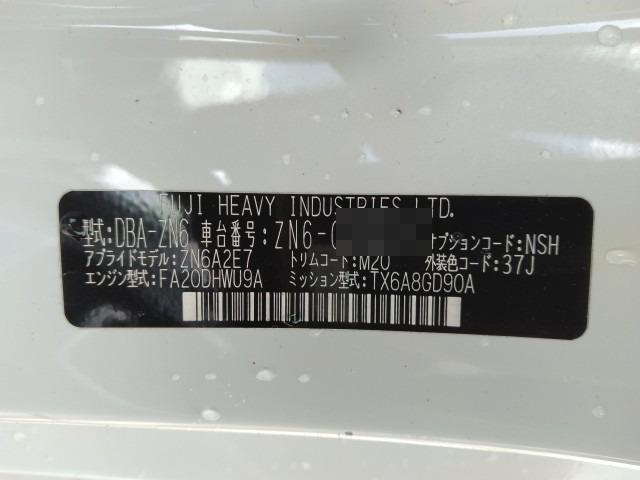 FUJI HEAVY INDUSTRIES LTD.
型式:DBA-ZN6 車台番号:ZN6-0 オプションコード:NSH
アプライドモデル:ZN6A2E7 トリムコード:M20 外装色コード:37J
エンジン型式:FA20DHWU9A ミッション型式:TX6A8GD90A